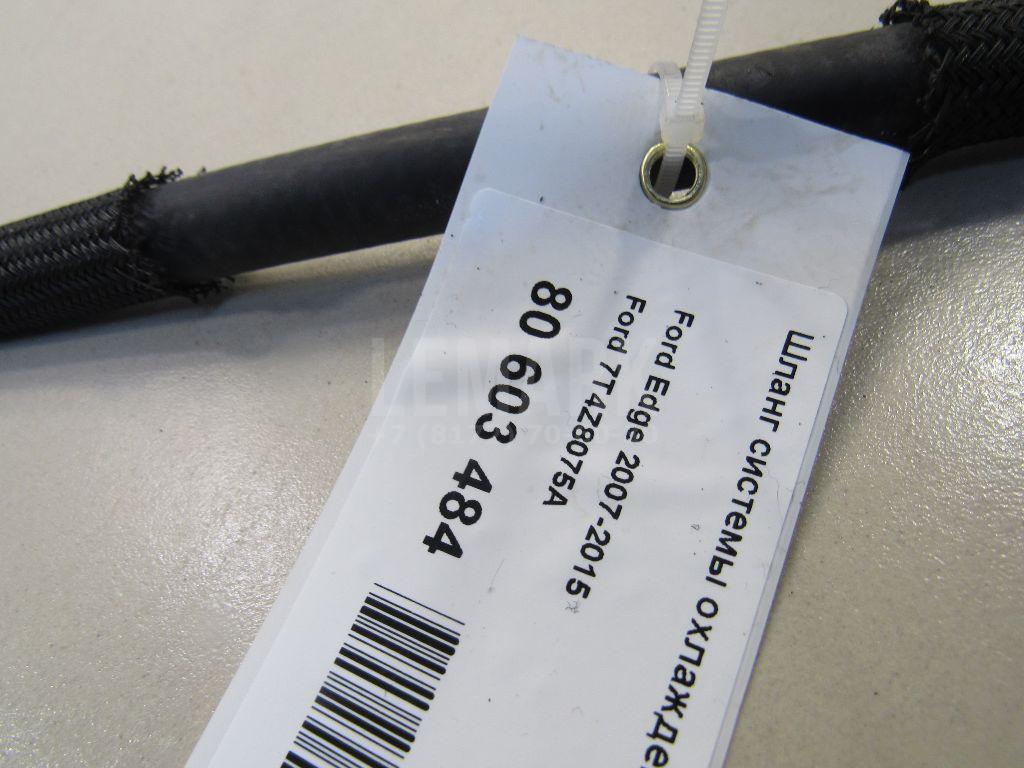 Шланг системы охлажде
Ford Edge 2007-2015
Ford 7T4Z8075A
80 603 484